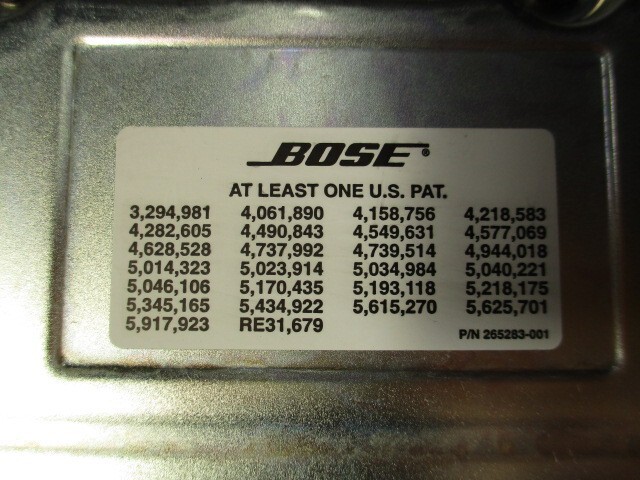 BOSE®
AT LEAST ONE U.S. PAT.
3,294,981 4,061,890 4,158,756 4,218,583
4,282,605 4,490,843 4,549,631 4,577,069
4,628,528 4,737,992 4,739,514 4,944,018
5,014,323 5,023,914 5,034,984 5,040,221
5,046,106 5,170,435 5,193,118 5,218,175
5,345,165 5,434,922 5,615,270 5,625,701
5,917,923 RE31,679 P/N 265283-001